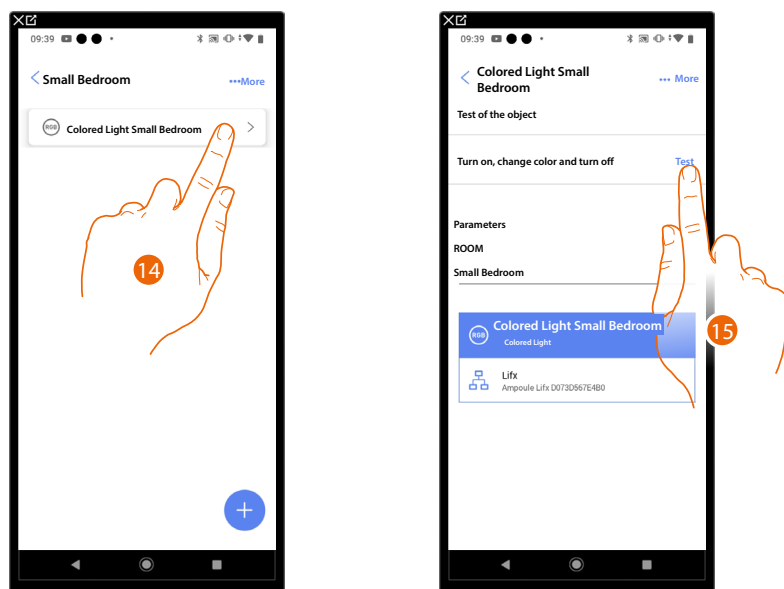 09:39
Small Bedroom
•••More
RGB
Colored Light Small Bedroom
14
09:39
Colored Light Small
Bedroom
••• More
Test of the object
Turn on, change color and turn off
Test
Parameters
ROOM
Small Bedroom
RGB
Colored Light Small Bedroom
Colored Light
Lifx
Ampoule Lifx D073D567E4B0
15